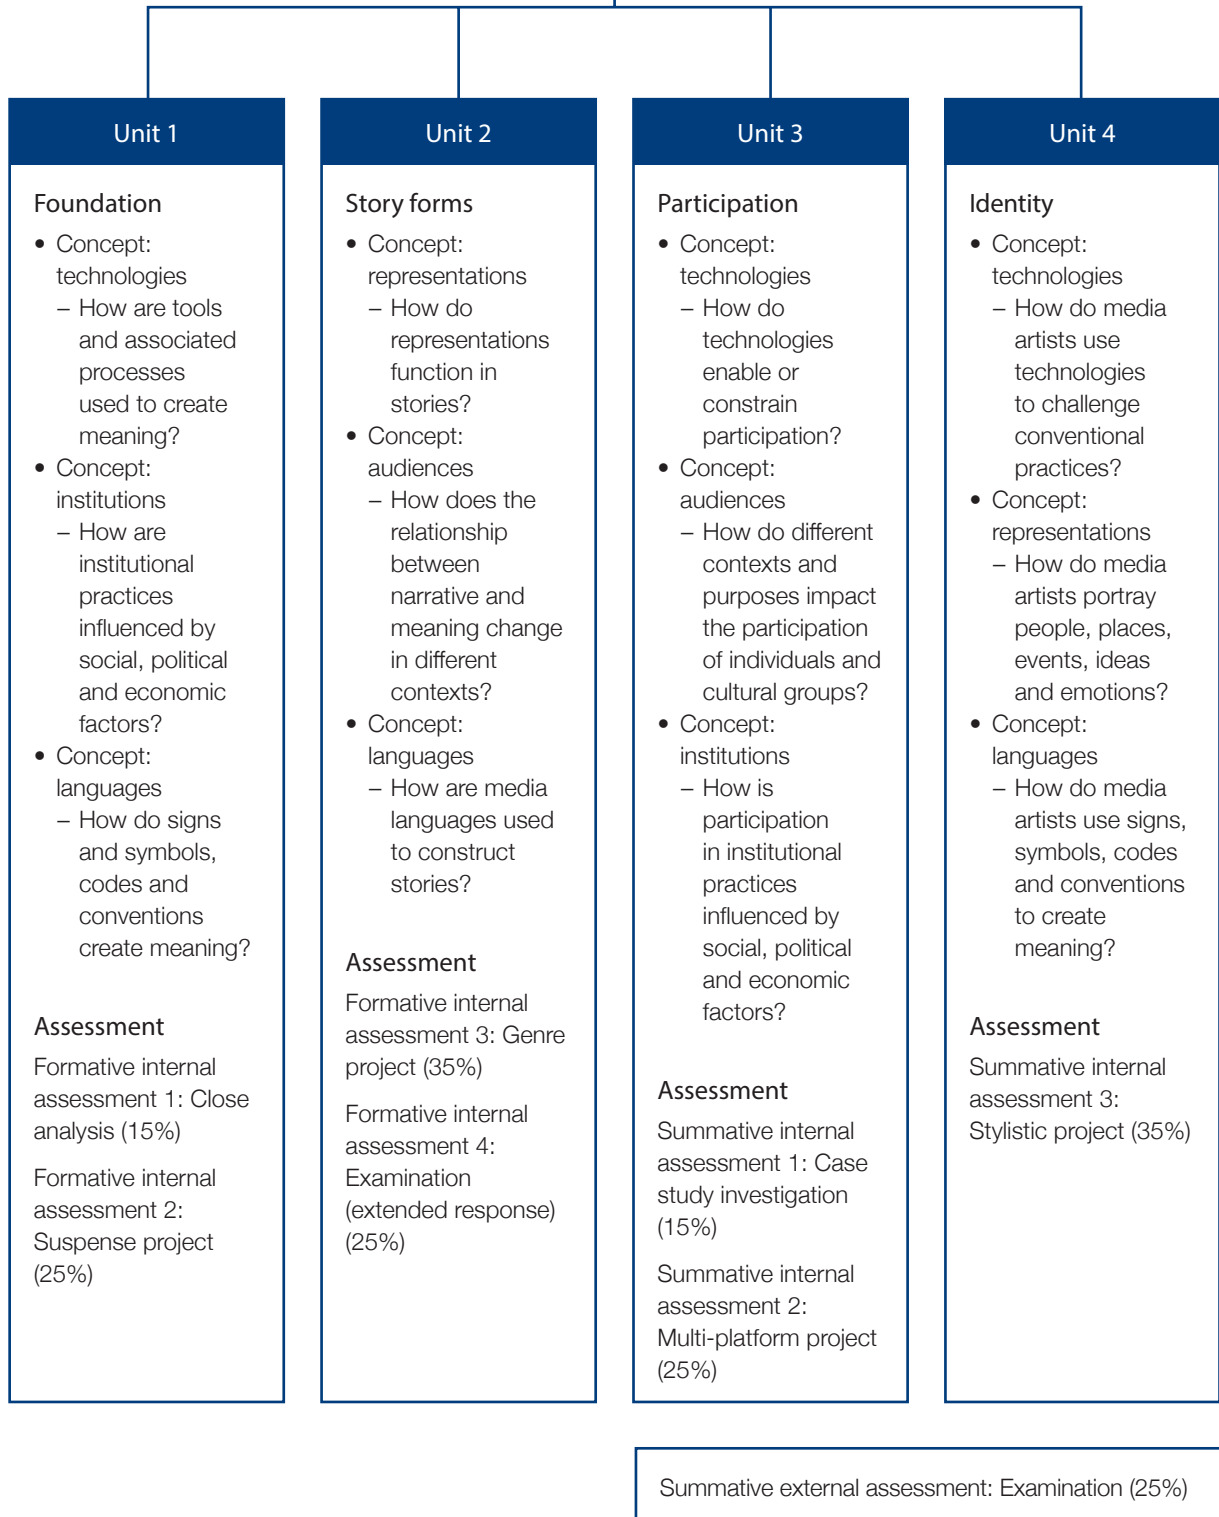 Unit 1
Foundation
• Concept:
technologies
– How are tools
and associated
processes
used to create
meaning?
• Concept:
institutions
– How are
institutional
practices
influenced by
social, political
and economic
factors?
• Concept:
languages
– How do signs
and symbols,
codes and
conventions
create meaning?
Assessment
Formative internal
assessment 1: Close
analysis (15%)
Formative internal
assessment 2:
Suspense project
(25%)
Unit 2
Story forms
• Concept:
representations
– How do
representations
function in
stories?
• Concept:
audiences
– How does the
relationship
between
narrative and
meaning change
in different
contexts?
• Concept:
languages
– How are media
languages used
to construct
stories?
Assessment
Formative internal
assessment 3: Genre
project (35%)
Formative internal
assessment 4:
Examination
(extended response)
(25%)
Unit 3
Participation
• Concept:
technologies
– How do
technologies
enable or
constrain
participation?
• Concept:
audiences
– How do different
contexts and
purposes impact
the participation
of individuals and
cultural groups?
• Concept:
institutions
– How is
participation
in institutional
practices
influenced by
social, political
and economic
factors?
Assessment
Summative internal
assessment 1: Case
study investigation
(15%)
Summative internal
assessment 2:
Multi-platform project
(25%)
Unit 4
Identity
• Concept:
technologies
– How do media
artists use
technologies
to challenge
conventional
practices?
• Concept:
representations
– How do media
artists portray
people, places,
events, ideas
and emotions?
• Concept:
languages
– How do media
artists use signs,
symbols, codes
and conventions
to create
meaning?
Assessment
Summative internal
assessment 3:
Stylistic project (35%)
Summative external assessment: Examination (25%)